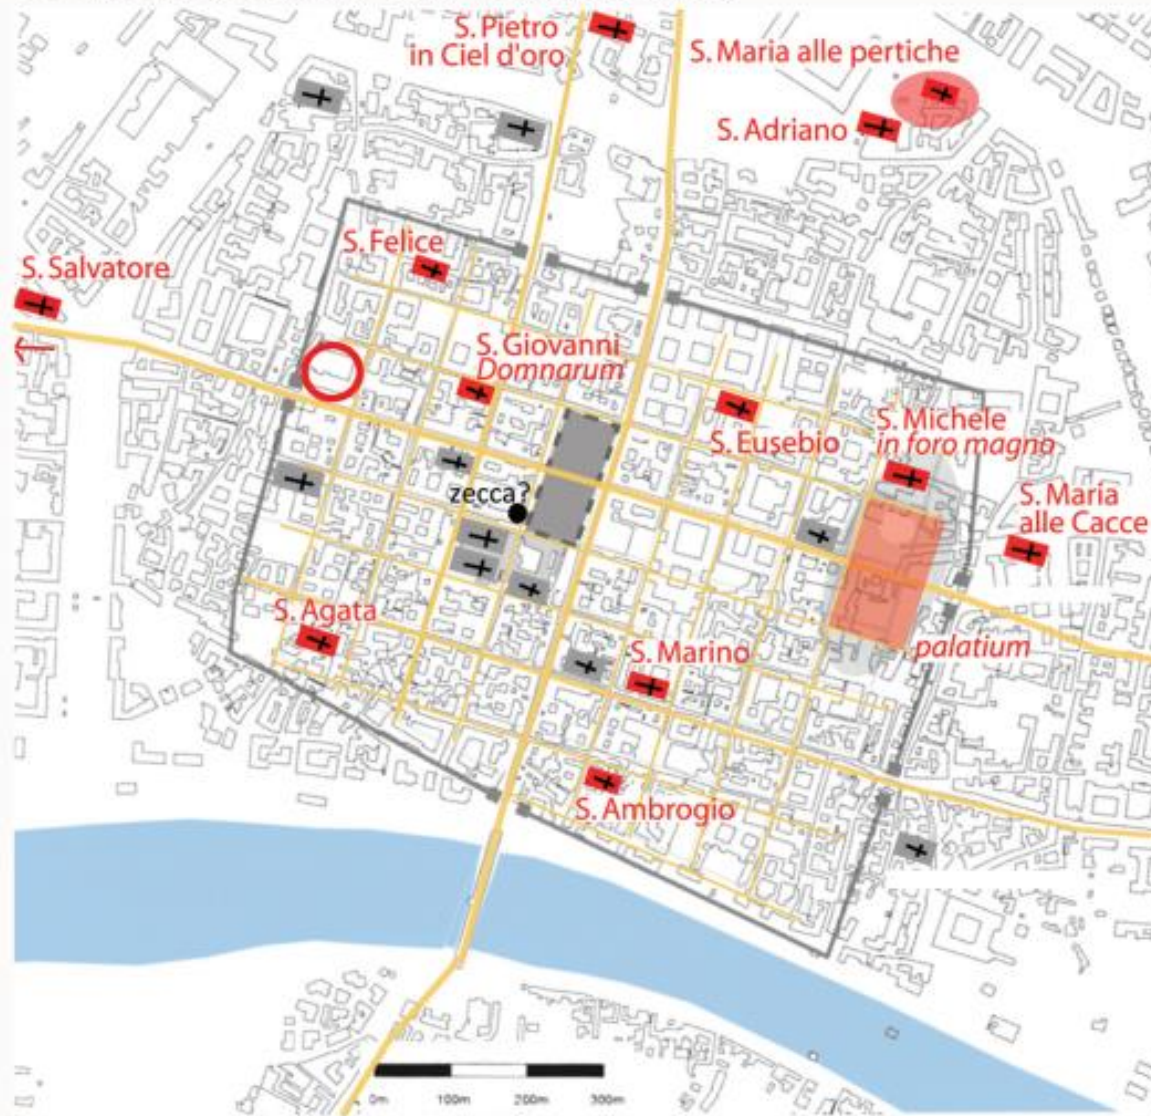 S. Pietro
in Ciel d'oro
S. Maria alle pertiche
S. Adriano
S. Felice
S. Salvatore
S. Giovanni
Domnarum
S. Eusebio
S. Michele
in foro magno
zecca?
S. Maria
alle Cacce
S. Agata
S. Marino
palatium
S. Ambrogio
0m 100m 200m 300m